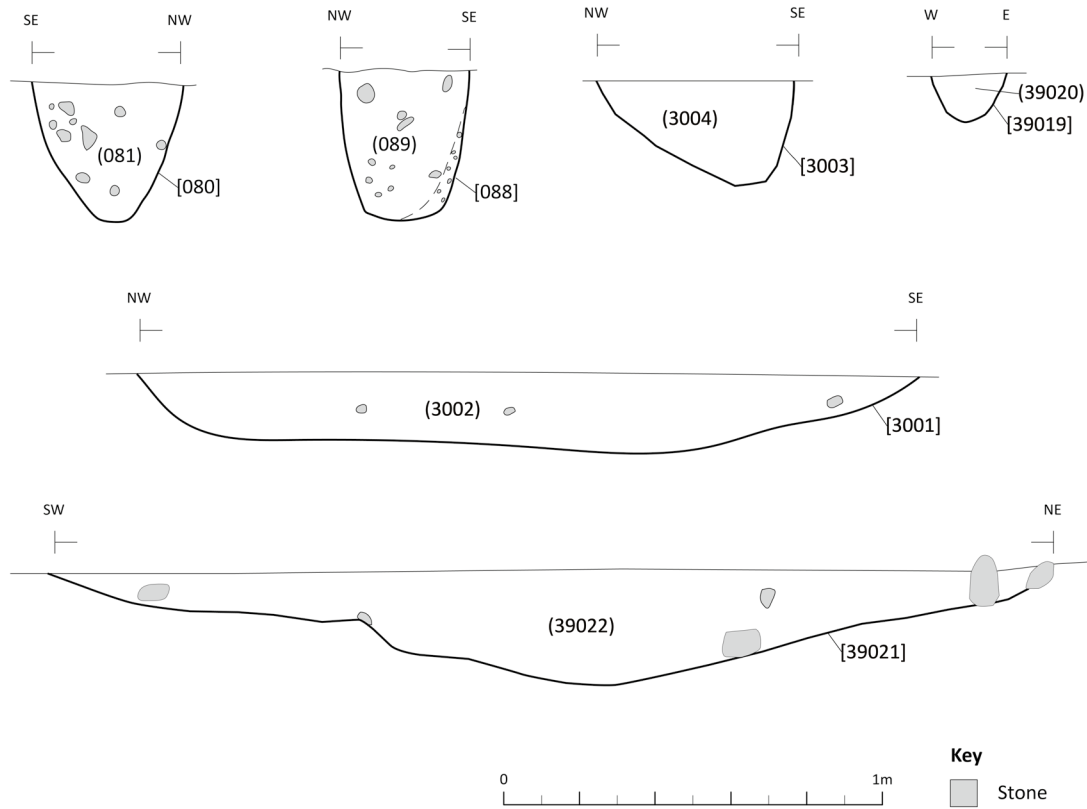 SE NW
NW SE
NW SE
W E
(081)
[080]
(089)
[088]
(3004)
[3003]
(39020)
[39019]
NW SE
(3002)
[3001]
SW NE
(39022)
[39021]
0 1m
Key
Stone